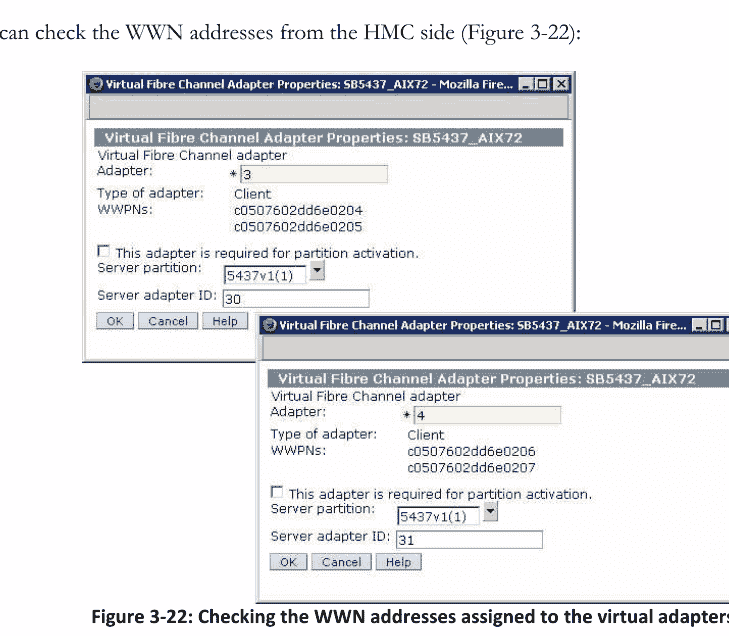 can check the WWN addresses from the HMC side (Figure 3-22):
Virtual Fibre Channel Adapter Properties: SB5437_AIX72 - Mozilla Fire...
Virtual Fibre Channel Adapter Properties: SB5437_AIX72
Virtual Fibre Channel adapter
Adapter: * 3
Type of adapter: Client
WWPNs: c0507602dd6e0204
c0507602dd6e0205
This adapter is required for partition activation.
Server partition: 5437v1(1)
Server adapter ID: 30
OK Cancel Help
Virtual Fibre Channel Adapter Properties: SB5437_AIX72 - Mozilla Fire...
Virtual Fibre Channel Adapter Properties: SB5437_AIX72
Virtual Fibre Channel adapter
Adapter: * 4
Type of adapter: Client
WWPNs: c0507602dd6e0206
c0507602dd6e0207
This adapter is required for partition activation.
Server partition: 5437v1(1)
Server adapter ID: 31
OK Cancel Help
Figure 3-22: Checking the WWN addresses assigned to the virtual adapters